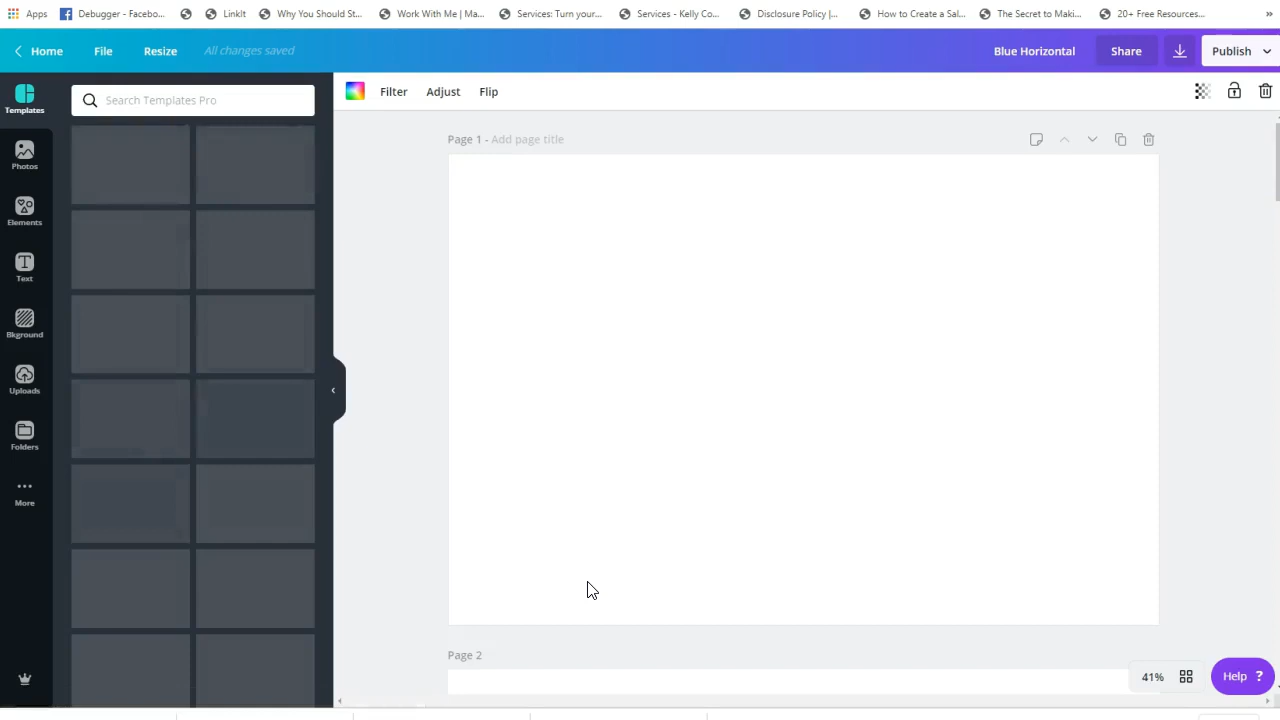 Apps
Debugger - Facebo...
LinkIt
Why You Should St...
Work With Me | Ma...
Services: Turn your...
Services - Kelly Co...
Disclosure Policy |...
How to Create a Sal...
The Secret to Maki...
20+ Free Resources...
»
Home
File
Resize
All changes saved
Blue Horizontal
Share
Publish
Templates
Search Templates Pro
Filter
Adjust
Flip
Photos
Page 1 - Add page title
Elements
Text
Bkground
Uploads
Folders
More
Page 2
41%
Help ?